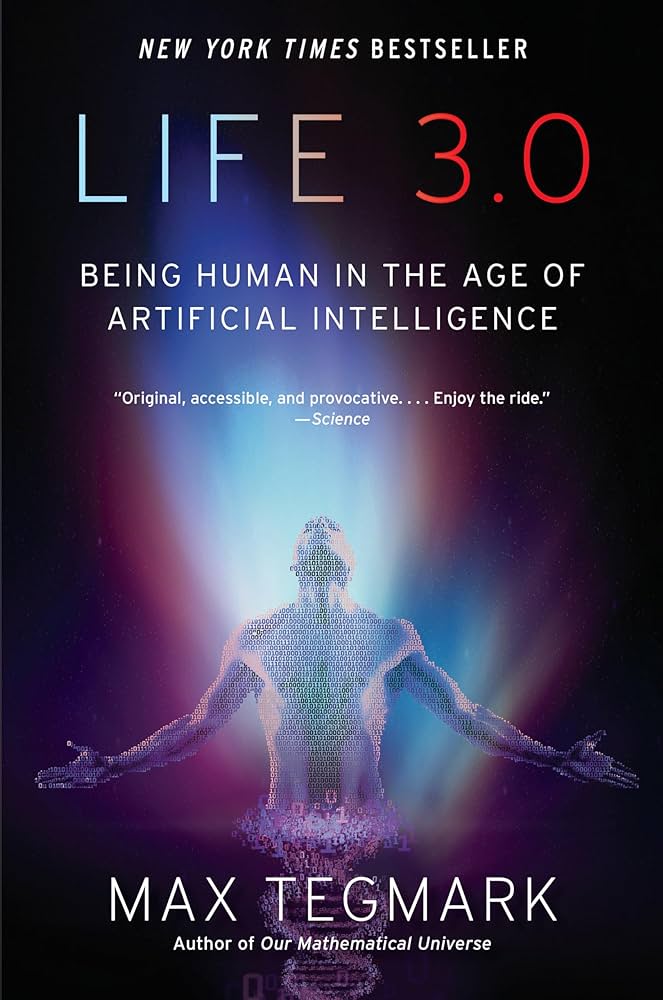 NEW YORK TIMES BESTSELLER
LIFE 3.0
BEING HUMAN IN THE AGE OF
ARTIFICIAL INTELLIGENCE
“Original, accessible, and provocative. . . . Enjoy the ride.”
—Science
MAX TEGMARK
Author of Our Mathematical Universe